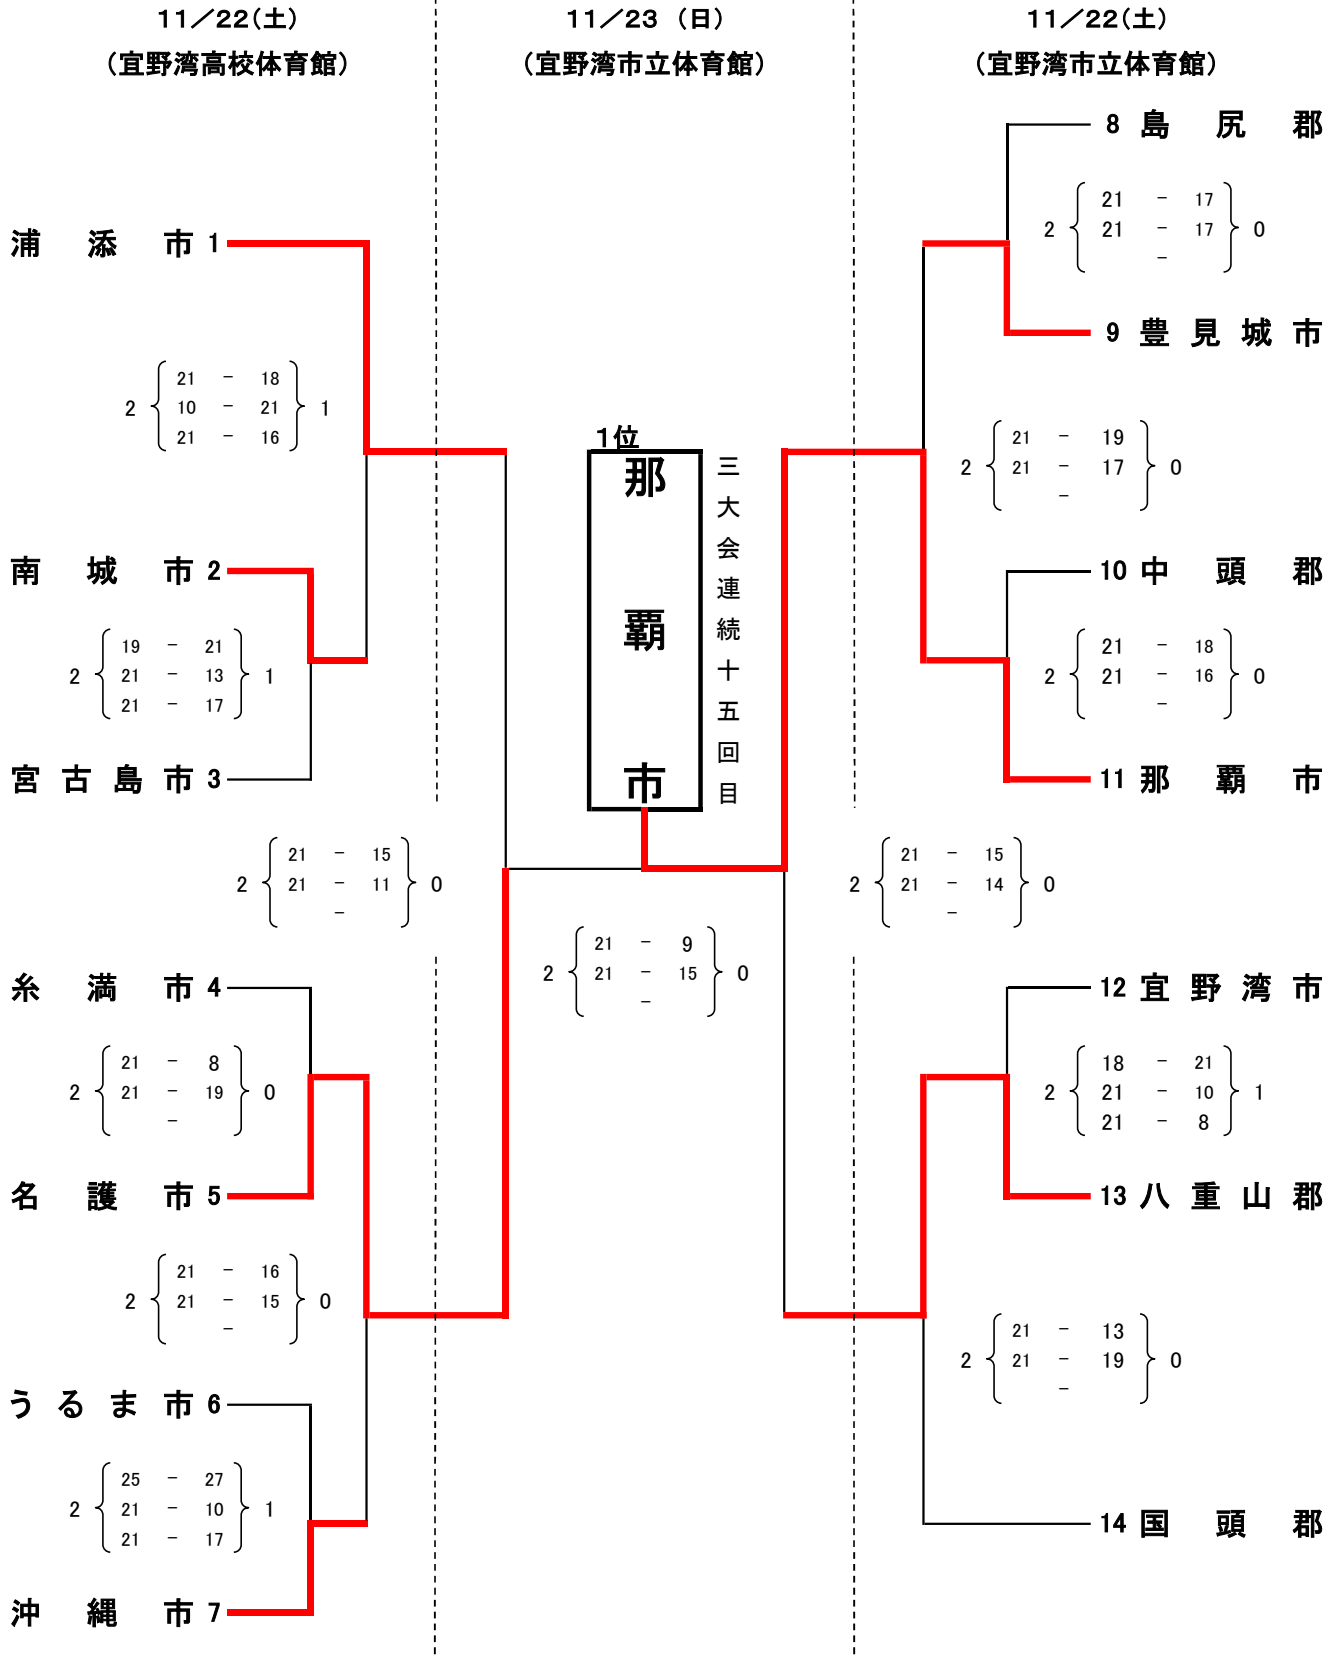 11／22(土)
(宜野湾高校体育館)
浦添市 1
21 － 18
2 10 － 21 1
21 － 16
南城市 2
19 － 21
2 21 － 13 1
21 － 17
宮古島市 3
21 － 15
2 21 － 11 0
－
糸満市 4
21 － 8
2 21 － 19 0
－
名護市 5
21 － 16
2 21 － 15 0
－
うるま市 6
25 － 27
2 21 － 10 1
21 － 17
沖縄市 7
11／23 (日)
(宜野湾市立体育館)
1位
那覇市
三大会連続十五回目
21 － 9
2 21 － 15 0
－
11／22(土)
(宜野湾市立体育館)
8 島尻郡
21 － 17
2 21 － 17 0
－
9 豊見城市
21 － 19
2 21 － 17 0
－
10 中頭郡
21 － 18
2 21 － 16 0
－
11 那覇市
21 － 15
2 21 － 14 0
－
12 宜野湾市
18 － 21
2 21 － 10 1
21 － 8
13 八重山郡
21 － 13
2 21 － 19 0
－
14 国頭郡